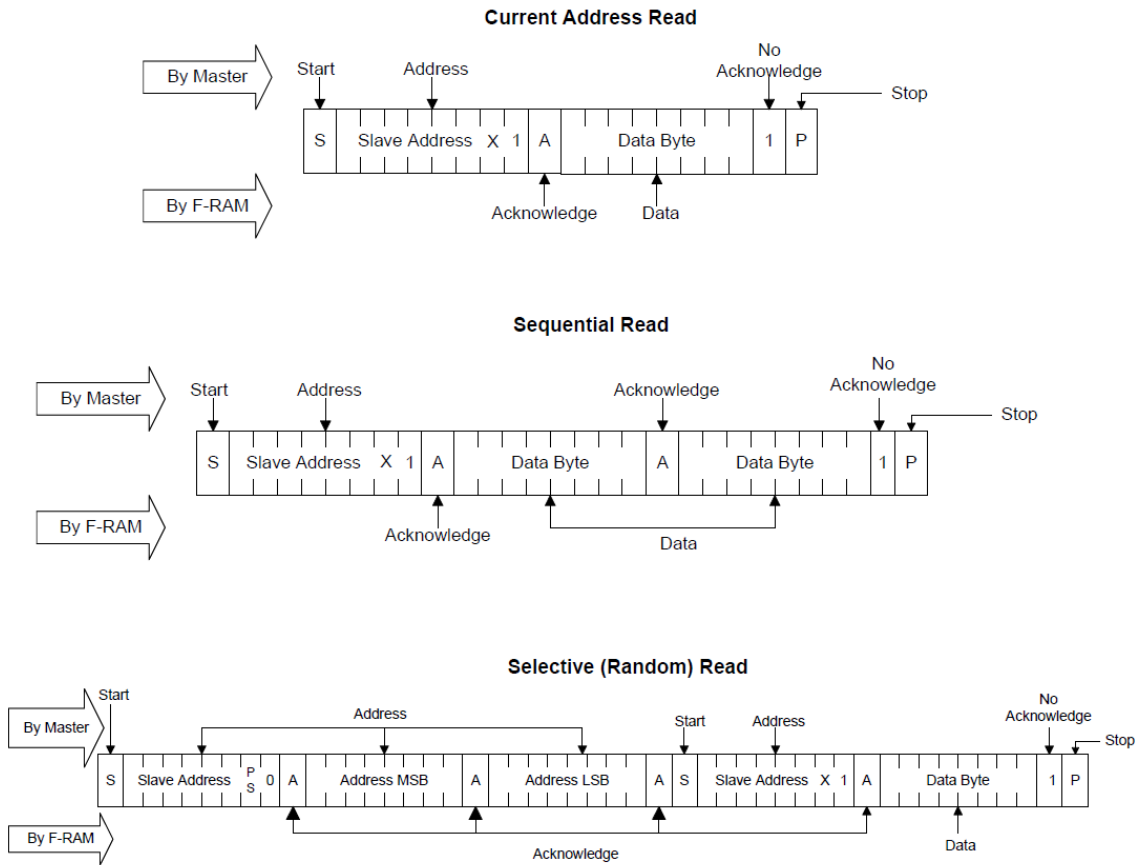 Current Address Read
By Master
Start
Address
No
Acknowledge
Stop
S
Slave Address
X
1
A
Data Byte
1
P
By F-RAM
Acknowledge
Data
Sequential Read
By Master
Start
Address
Acknowledge
No
Acknowledge
Stop
S
Slave Address
X
1
A
Data Byte
A
Data Byte
1
P
By F-RAM
Acknowledge
Data
Selective (Random) Read
By Master
Start
Address
Start
Address
No
Acknowledge
Stop
S
Slave Address
P
S
0
A
Address MSB
A
Address LSB
A
S
Slave Address
X
1
A
Data Byte
1
P
By F-RAM
Acknowledge
Data